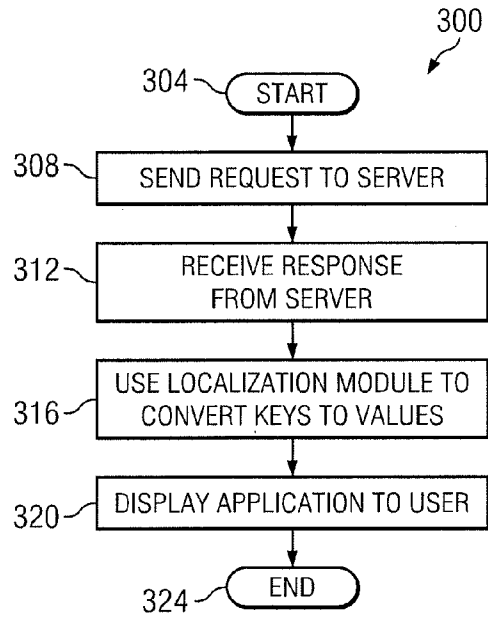 300
304
START
308
SEND REQUEST TO SERVER
312
RECEIVE RESPONSE
FROM SERVER
316
USE LOCALIZATION MODULE TO
CONVERT KEYS TO VALUES
320
DISPLAY APPLICATION TO USER
324
END